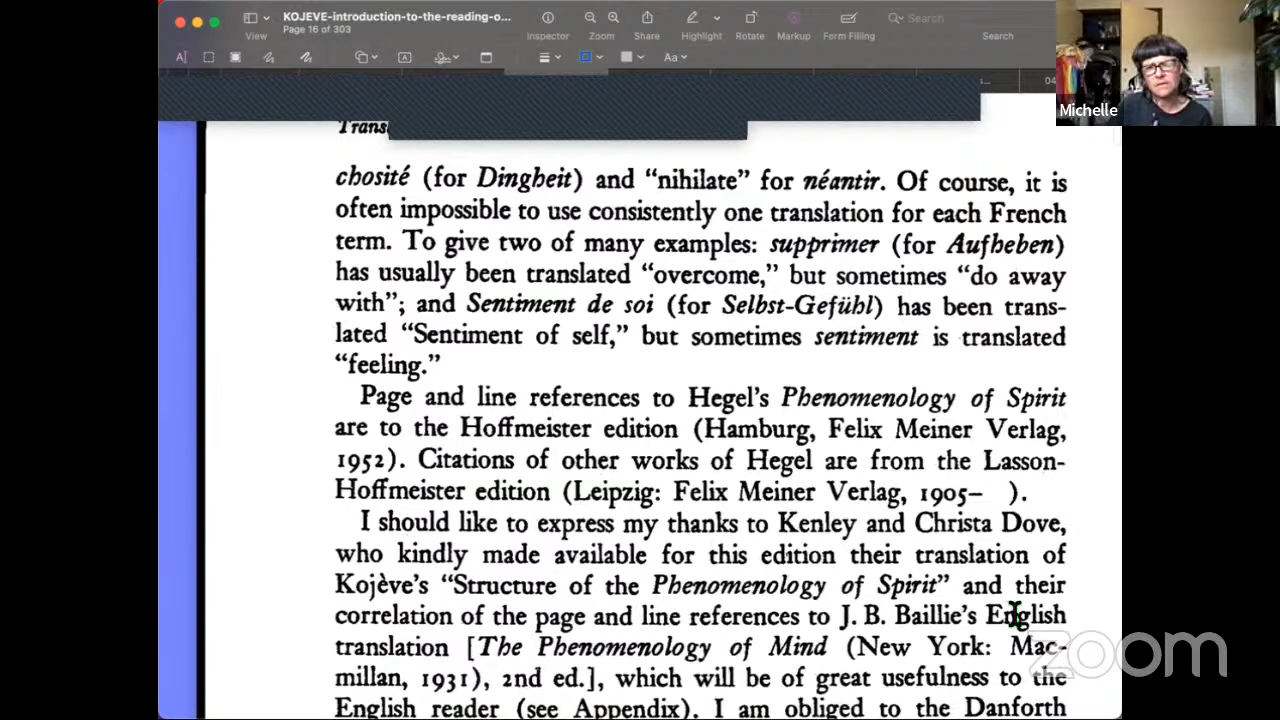 KOJEVE-introduction-to-the-reading-o...
Page 16 of 303
View
Inspector
Zoom
Share
Highlight
Rotate
Markup
Form Filling
Search
Search
Aa
04
Michelle
chosité (for Dingheit) and “nihilate” for néantir. Of course, it is
often impossible to use consistently one translation for each French
term. To give two of many examples: supprimer (for Aufheben)
has usually been translated “overcome,” but sometimes “do away
with”; and Sentiment de soi (for Selbst-Gefühl) has been trans-
lated “Sentiment of self,” but sometimes sentiment is translated
“feeling.”
Page and line references to Hegel’s Phenomenology of Spirit
are to the Hoffmeister edition (Hamburg, Felix Meiner Verlag,
1952). Citations of other works of Hegel are from the Lasson-
Hoffmeister edition (Leipzig: Felix Meiner Verlag, 1905– ).
I should like to express my thanks to Kenley and Christa Dove,
who kindly made available for this edition their translation of
Kojève’s “Structure of the Phenomenology of Spirit” and their
correlation of the page and line references to J. B. Baillie’s English
translation [The Phenomenology of Mind (New York: Mac-
millan, 1931), 2nd ed.], which will be of great usefulness to the
English reader (see Appendix). I am obliged to the Danforth
zoom